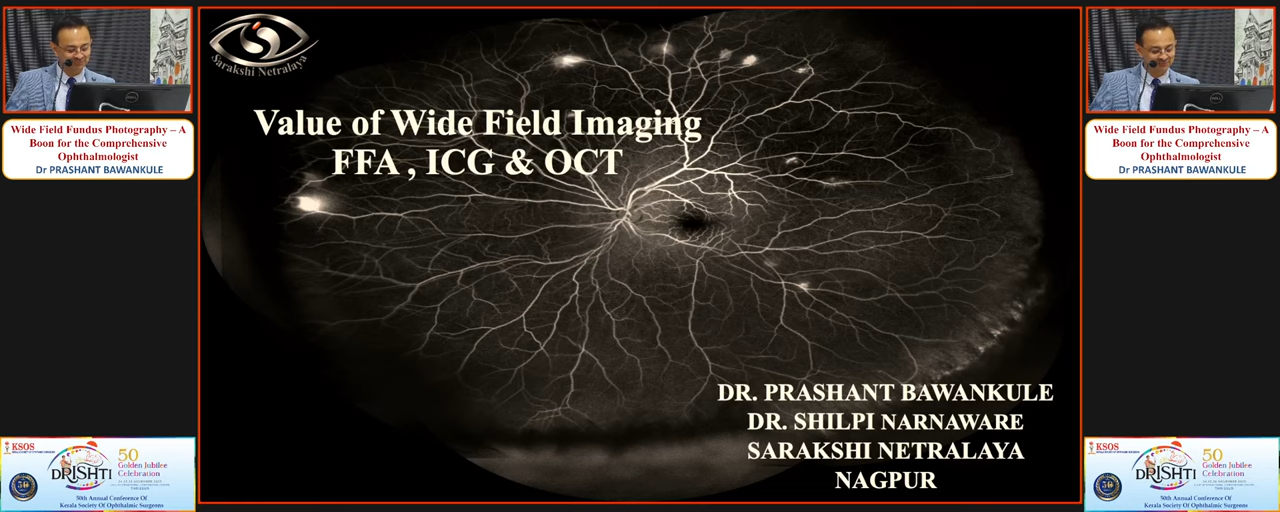 Wide Field Fundus Photography – A
Boon for the Comprehensive
Ophthalmologist
Dr PRASHANT BAWANKULE
KSOS
DRISHTI
50
Golden Jubilee
Celebration
50th Annual Conference Of
Kerala Society Of Ophthalmic Surgeons
Sarakshi Netralaya
Value of Wide Field Imaging
FFA , ICG & OCT
DR. PRASHANT BAWANKULE
DR. SHILPI NARNAWARE
SARAKSHI NETRALAYA
NAGPUR
DELL
Wide Field Fundus Photography – A
Boon for the Comprehensive
Ophthalmologist
Dr PRASHANT BAWANKULE
KSOS
DRISHTI
50
Golden Jubilee
Celebration
50th Annual Conference Of
Kerala Society Of Ophthalmic Surgeons